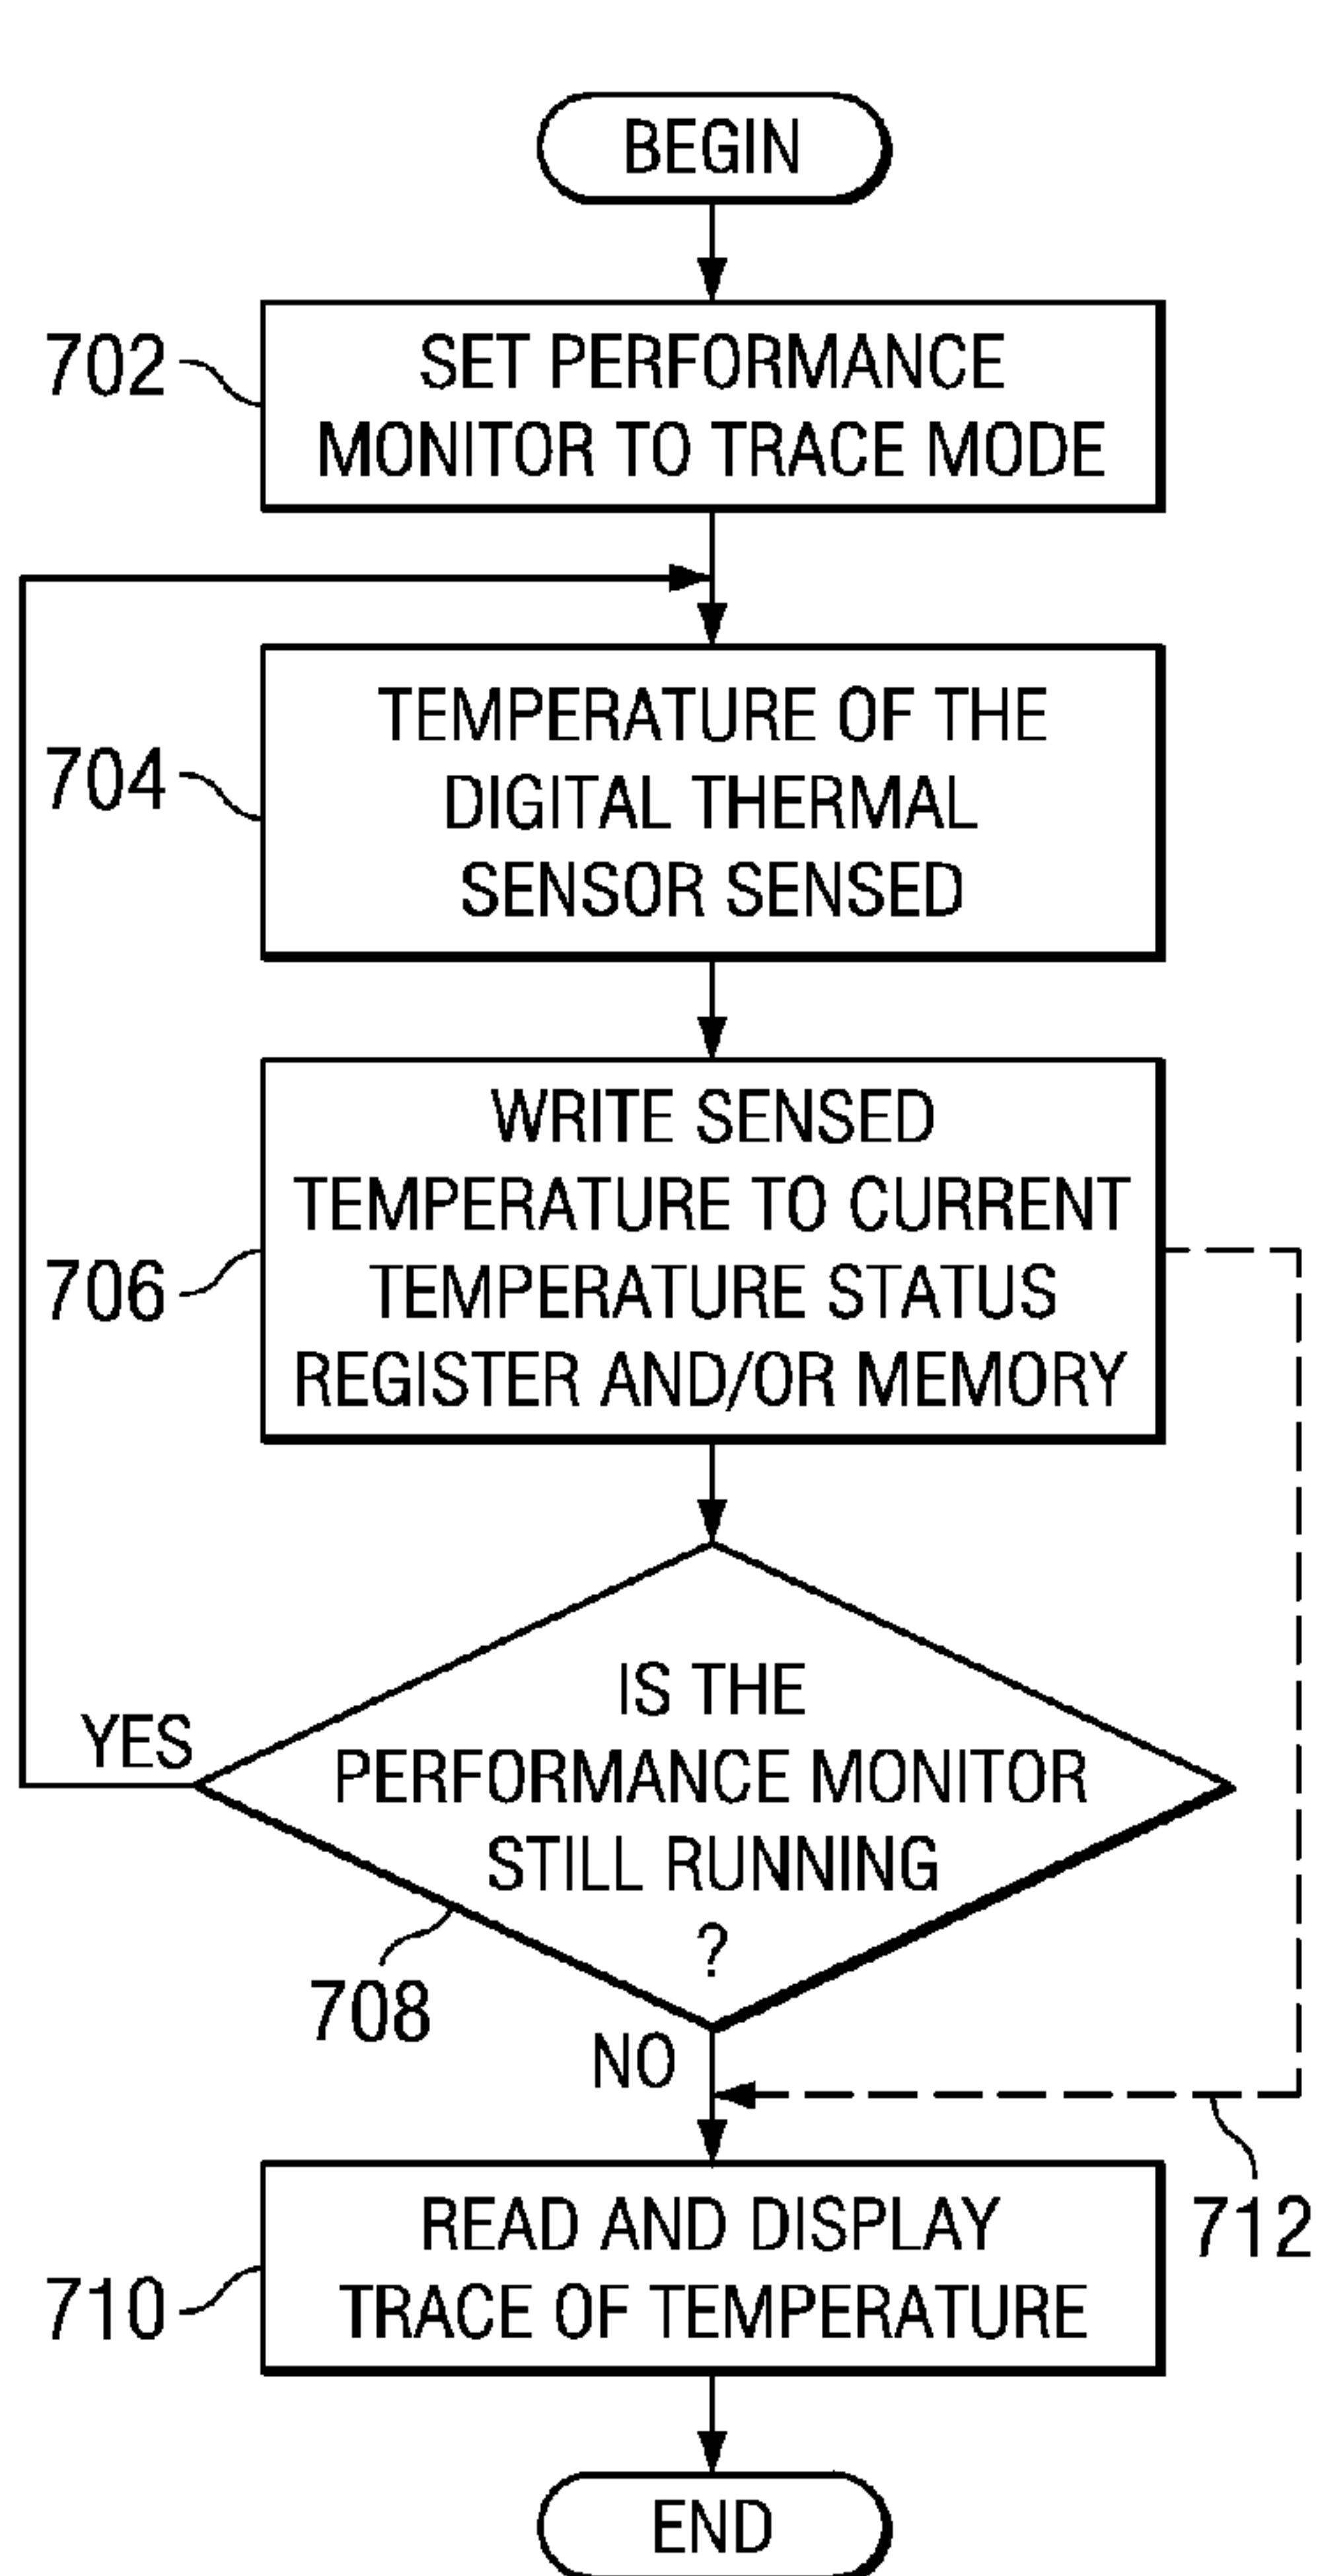 BEGIN
702
SET PERFORMANCE
MONITOR TO TRACE MODE
704
TEMPERATURE OF THE
DIGITAL THERMAL
SENSOR SENSED
706
WRITE SENSED
TEMPERATURE TO CURRENT
TEMPERATURE STATUS
REGISTER AND/OR MEMORY
YES
IS THE
PERFORMANCE MONITOR
STILL RUNNING
?
708
NO
712
710
READ AND DISPLAY
TRACE OF TEMPERATURE
END